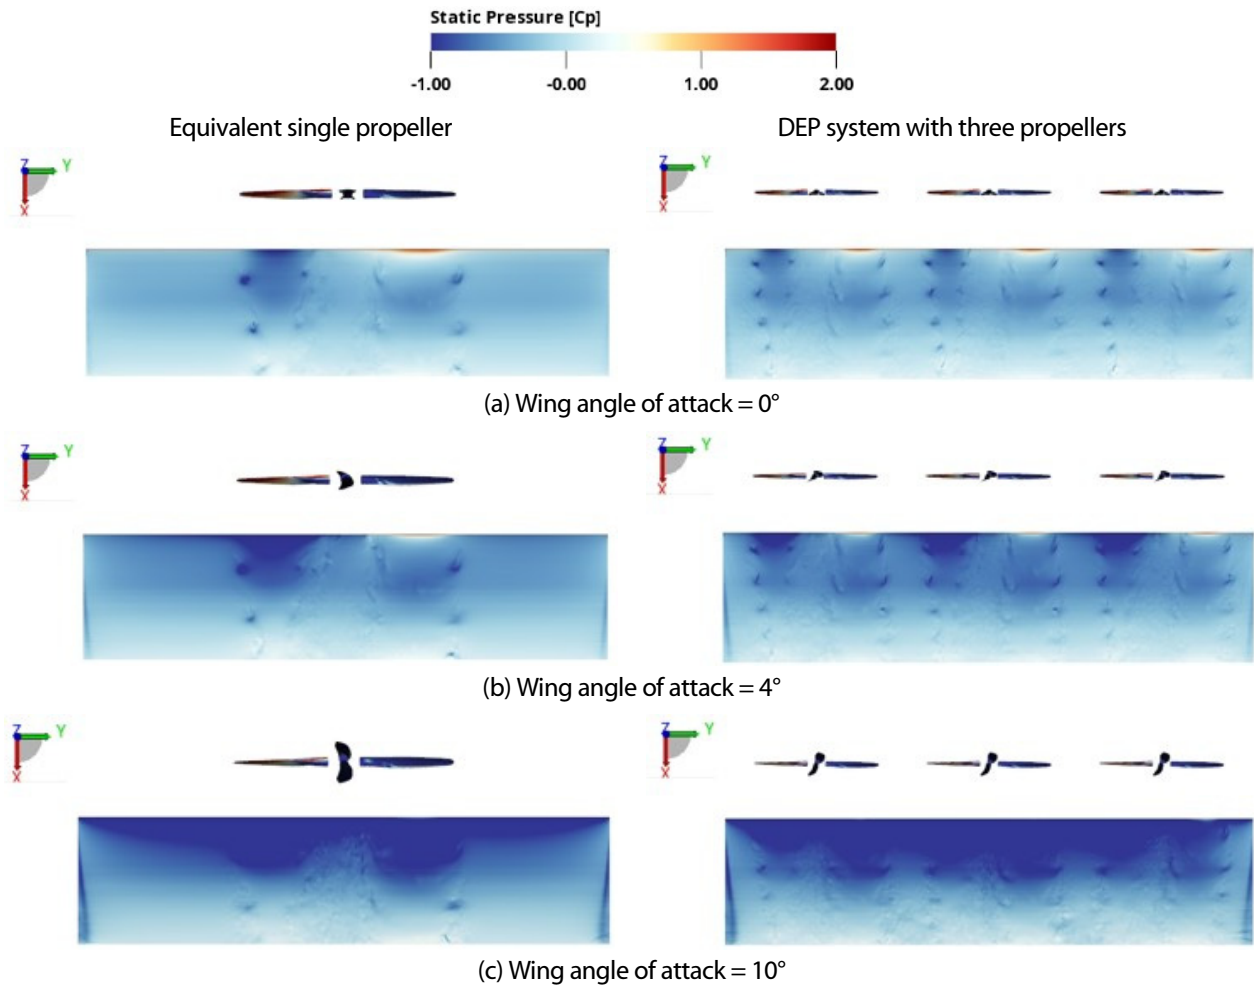 Static Pressure [Cp]
-1.00 -0.00 1.00 2.00
Equivalent single propeller DEP system with three propellers
Z Y X Z Y X
(a) Wing angle of attack = 0°
Z Y X Z Y X
(b) Wing angle of attack = 4°
Z Y X Z Y X
(c) Wing angle of attack = 10°